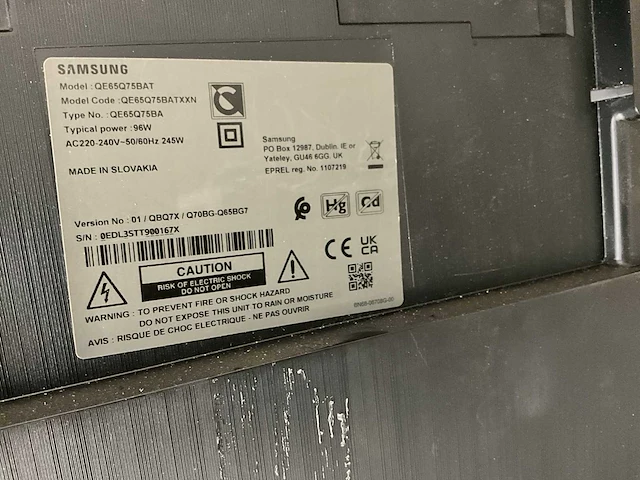 SAMSUNG
Model : QE65Q75BAT
Model Code : QE65Q75BATXXN
Type No. : QE65Q75BA
Typical power : 96W
AC220-240V~50/60Hz 245W
MADE IN SLOVAKIA
Samsung
PO Box 12987, Dublin. IE or
Yateley, GU46 6GG. UK
EPREL reg. No. 1107219
Version No : 01 / QBQ7X / Q70BG-Q65BG7
S/N : 0EDL3STT900167X
Hg
Cd
CE
UK
CA
CAUTION
RISK OF ELECTRIC SHOCK
DO NOT OPEN
WARNING : TO PREVENT FIRE OR SHOCK HAZARD
DO NOT EXPOSE THIS UNIT TO RAIN OR MOISTURE
AVIS : RISQUE DE CHOC ELECTRIQUE - NE PAS OUVRIR